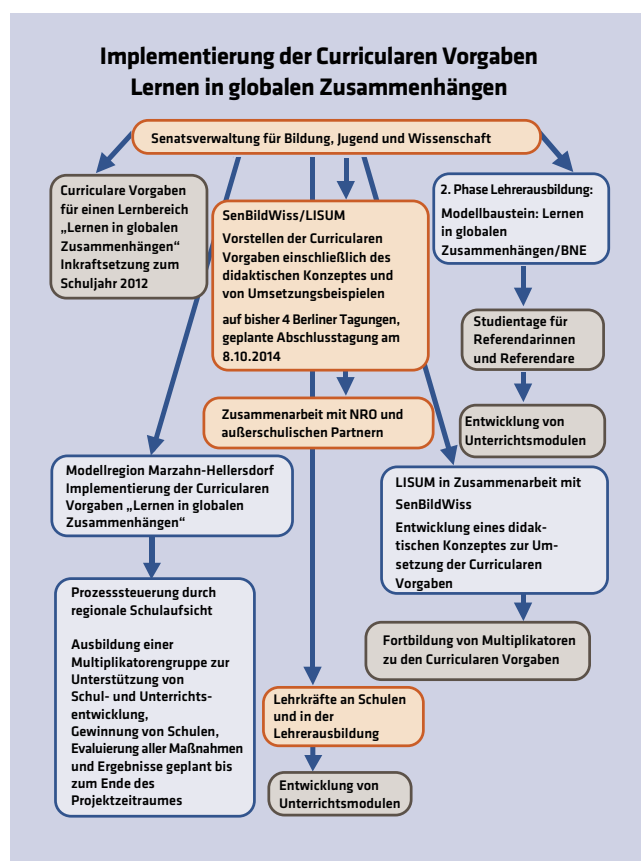 Implementierung der Curricularen Vorgaben
Lernen in globalen Zusammenhängen
Senatsverwaltung für Bildung, Jugend und Wissenschaft
Curriculare Vorgaben
für einen Lernbereich
„Lernen in globalen
Zusammenhängen“
Inkraftsetzung zum
Schuljahr 2012
SenBildWiss/LISUM
Vorstellen der Curricularen
Vorgaben einschließlich des
didaktischen Konzeptes und
von Umsetzungsbeispielen
auf bisher 4 Berliner Tagungen,
geplante Abschlusstagung am
8.10.2014
2. Phase Lehrerausbildung:
Modellbaustein: Lernen
in globalen
Zusammenhängen/BNE
Studientage für
Referendarinnen
und Referendare
Zusammenarbeit mit NRO und
außerschulischen Partnern
Entwicklung von
Unterrichtsmodulen
Modellregion Marzahn-Hellersdorf
Implementierung der Curricularen
Vorgaben „Lernen in globalen
Zusammenhängen“
LISUM in Zusammenarbeit mit
SenBildWiss
Entwicklung eines didak-
tischen Konzeptes zur Um-
setzung der Curricularen
Vorgaben
Prozesssteuerung durch
regionale Schulaufsicht
Ausbildung einer
Multiplikatorengruppe zur
Unterstützung von
Schul- und Unterrichts-
entwicklung,
Gewinnung von Schulen,
Evaluierung aller Maßnahmen
und Ergebnisse geplant bis
zum Ende des
Projektzeitraumes
Fortbildung von Multiplikatoren
zu den Curricularen Vorgaben
Lehrkräfte an Schulen
und in der
Lehrerausbildung
Entwicklung von
Unterrichtsmodulen